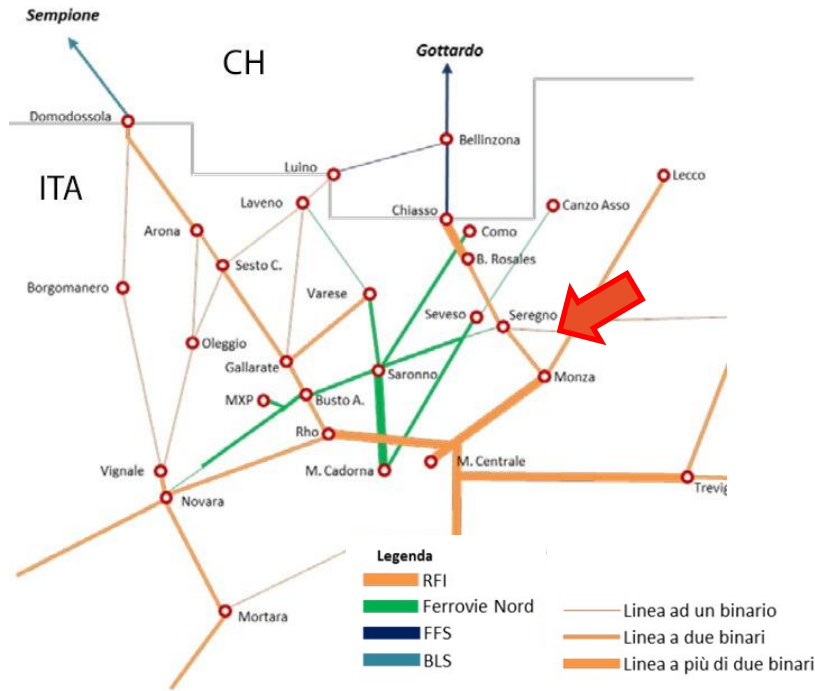 Sempione
CH
Gottardo
Domodossola
Bellinzona
Luino
Lecco
ITA
Laveno
Chiasso
Canzo Asso
Arona
Como
Sesto C.
B. Rosales
Borgomanero
Varese
Seveso
Seregno
Oleggio
Gallarate
Saronno
Monza
MXP
Busto A.
Rho
Vignale
M. Cadorna
M. Centrale
Trevig
Novara
Mortara
Legenda
RFI
Ferrovie Nord
FFS
BLS
Linea ad un binario
Linea a due binari
Linea a più di due binari